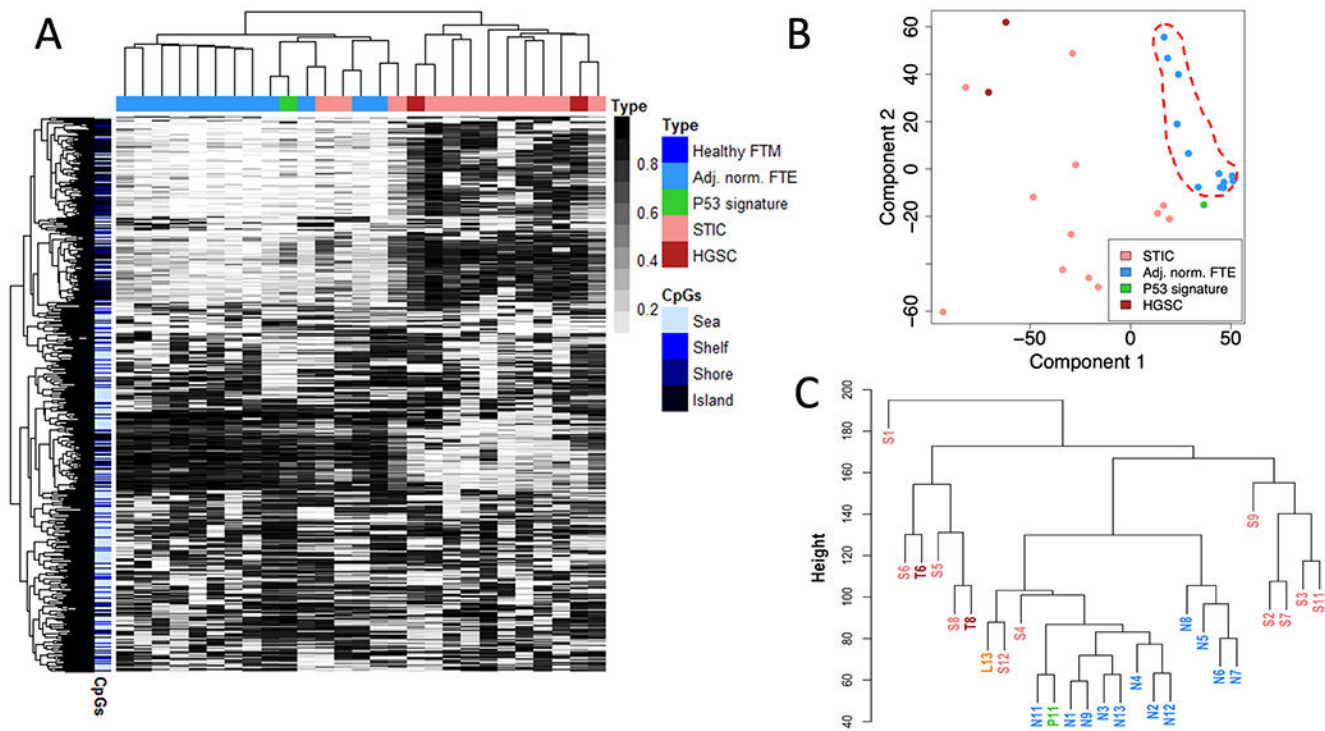 A
Type
0.8
0.6
0.4
0.2
CpGs
Type
Healthy FTM
Adj. norm. FTE
P53 signature
STIC
HGSC
CpGs
Sea
Shelf
Shore
Island
B
Component 2
60
40
20
0
−20
−60
−50
0
50
Component 1
STIC
Adj. norm. FTE
P53 signature
HGSC
C
Height
200
180
160
140
120
100
80
60
40
S1
S6
T6
S5
S8
T8
L13
S12
S4
N11
P11
N1
N9
N3
N13
N4
N2
N12
N8
N5
N6
N7
S9
S2
S7
S3
S11